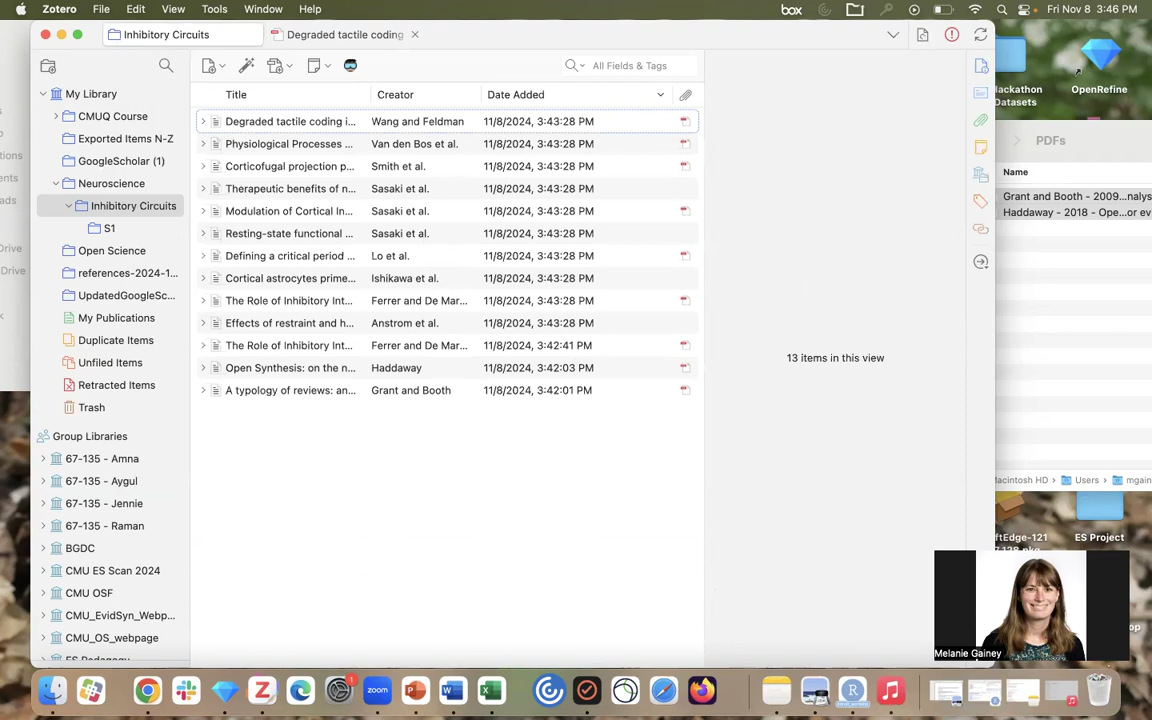 Zotero File Edit View Tools Window Help box Fri Nov 8 3:46 PM
Inhibitory Circuits Degraded tactile coding
All Fields & Tags
Title Creator Date Added
My Library
CMUQ Course
Exported Items N-Z
GoogleScholar (1)
Neuroscience
Inhibitory Circuits
S1
Open Science
references-2024-1...
UpdatedGoogleSc...
My Publications
Duplicate Items
Unfiled Items
Retracted Items
Trash
Group Libraries
67-135 - Amna
67-135 - Aygul
67-135 - Jennie
67-135 - Raman
BGDC
CMU ES Scan 2024
CMU OSF
CMU_EvidSyn_Webp...
CMU_OS_webpage
ES Pedagogy
Degraded tactile coding i... Wang and Feldman 11/8/2024, 3:43:28 PM
Physiological Processes ... Van den Bos et al. 11/8/2024, 3:43:28 PM
Corticofugal projection p... Smith et al. 11/8/2024, 3:43:28 PM
Therapeutic benefits of n... Sasaki et al. 11/8/2024, 3:43:28 PM
Modulation of Cortical In... Sasaki et al. 11/8/2024, 3:43:28 PM
Resting-state functional ... Sasaki et al. 11/8/2024, 3:43:28 PM
Defining a critical period ... Lo et al. 11/8/2024, 3:43:28 PM
Cortical astrocytes prime... Ishikawa et al. 11/8/2024, 3:43:28 PM
The Role of Inhibitory Int... Ferrer and De Mar... 11/8/2024, 3:43:28 PM
Effects of restraint and h... Anstrom et al. 11/8/2024, 3:43:28 PM
The Role of Inhibitory Int... Ferrer and De Mar... 11/8/2024, 3:42:41 PM
Open Synthesis: on the n... Haddaway 11/8/2024, 3:42:03 PM
A typology of reviews: an... Grant and Booth 11/8/2024, 3:42:01 PM
13 items in this view
Hackathon
Datasets
OpenRefine
PDFs
Name
Grant and Booth - 2009...nalys
Haddaway - 2018 - Ope...or ev
Macintosh HD Users mgain
ES Project
Melanie Gainey
zoom
1